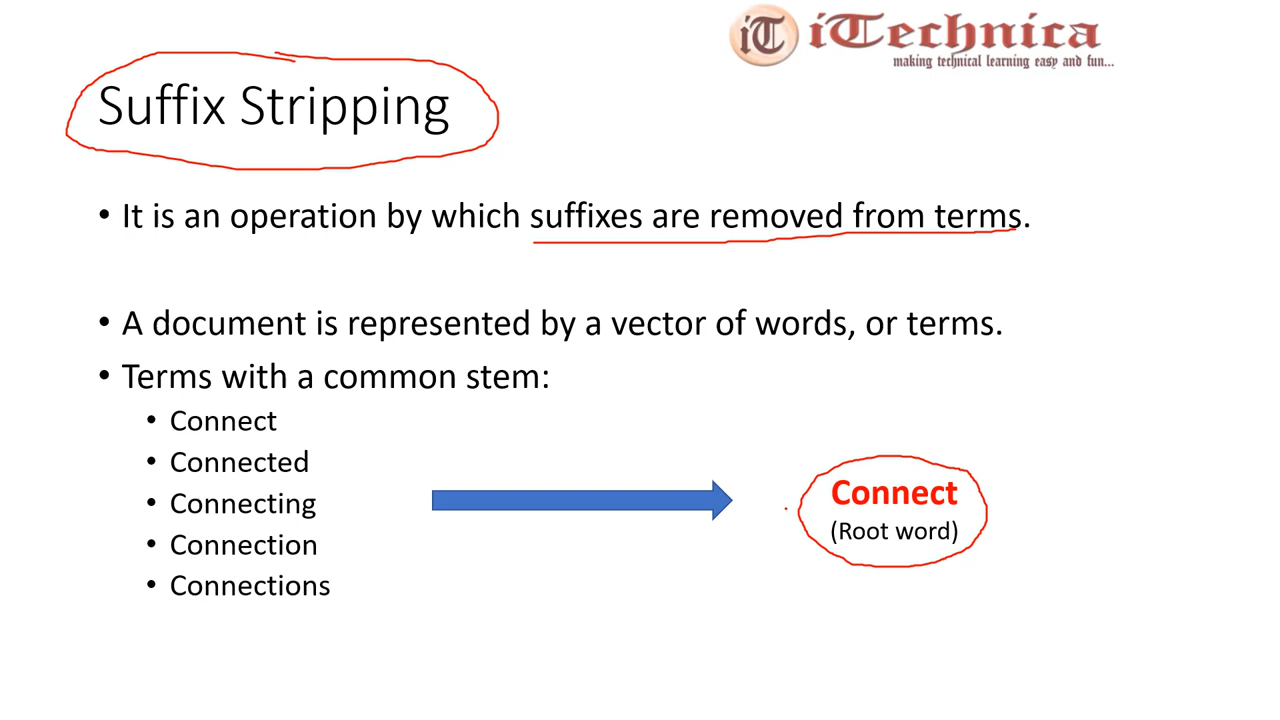 iT iTechnica
making technical learning easy and fun...
Suffix Stripping
• It is an operation by which suffixes are removed from terms.
• A document is represented by a vector of words, or terms.
• Terms with a common stem:
• Connect
• Connected
• Connecting
• Connection
• Connections
Connect
(Root word)